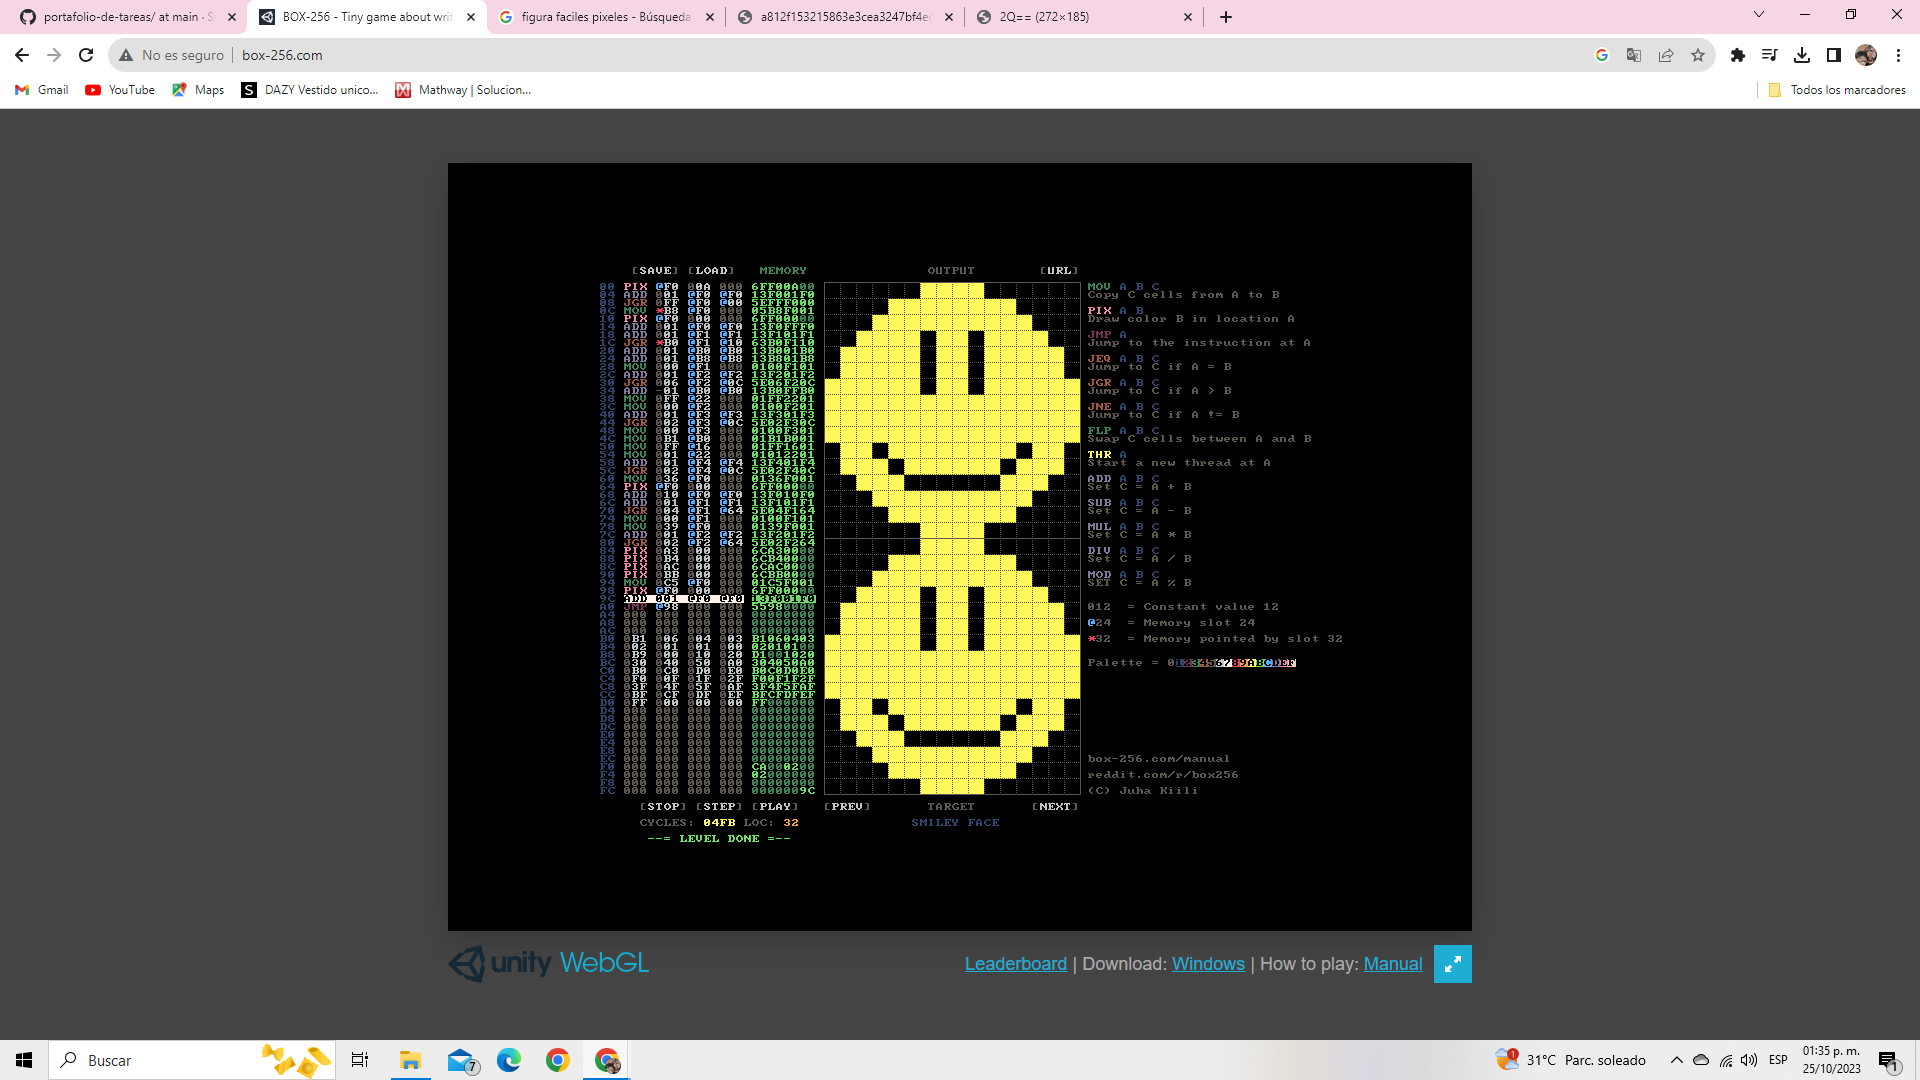 portafolio-de-tareas/ at main · S
BOX-256 - Tiny game about writ
figura faciles pixeles - Búsqueda
a812f153215863e3cea3247bf4e
2Q== (272×185)
No es seguro
box-256.com
Gmail
YouTube
Maps
DAZY Vestido unico...
Mathway | Solucion...
Todos los marcadores
[SAVE] [LOAD] MEMORY OUTPUT [URL]
00 PIX @F0 00A 000 6FF00A00
04 ADD 001 @F0 @F0 13F001F0
08 JGR 0FF @F0 @00 5EFFF000
0C MOV *B8 @F0 000 05B8F001
10 PIX @F0 000 000 6FF00000
14 ADD -01 @F0 @F0 13F0FFF0
18 ADD 001 @F1 @F1 13F101F1
1C JGR *B0 @F1 @10 63B0F110
20 ADD 001 @B0 @B0 13B001B0
24 ADD 001 @B8 @B8 13B801B8
28 MOV 000 @F1 000 0100F101
2C ADD 001 @F2 @F2 13F201F2
30 JGR 006 @F2 @0C 5E06F20C
34 ADD -01 @B0 @B0 13B0FFB0
38 MOV 0FF @22 000 01FF2201
3C MOV 000 @F2 000 0100F201
40 ADD 001 @F3 @F3 13F301F3
44 JGR 002 @F3 @0C 5E02F30C
48 MOV 000 @F3 000 0100F301
4C MOV 0B1 @B0 000 01B1B001
50 MOV 0FF @16 000 01FF1601
54 MOV 001 @22 000 01012201
58 ADD 001 @F4 @F4 13F401F4
5C JGR 002 @F4 @0C 5E02F40C
60 MOV 036 @F0 000 0136F001
64 PIX @F0 000 000 6FF00000
68 ADD 010 @F0 @F0 13F010F0
6C ADD 001 @F1 @F1 13F101F1
70 JGR 004 @F1 @64 5E04F164
74 MOV 000 @F1 000 0100F101
78 MOV 039 @F0 000 0139F001
7C ADD 001 @F2 @F2 13F201F2
80 JGR 002 @F2 @64 5E02F264
84 PIX 0A3 000 000 6CA30000
88 PIX 0B4 000 000 6CB40000
8C PIX 0AC 000 000 6CAC0000
90 PIX 0BB 000 000 6CBB0000
94 MOV 0C5 @F0 000 01C5F001
98 PIX @F0 000 000 6FF00000
9C ADD 001 @F0 @F0 13F001F0
A0 JMP @98 000 000 55980000
A4 000 000 000 000 00000000
A8 000 000 000 000 00000000
AC 000 000 000 000 00000000
B0 0B1 006 004 003 B1060403
B4 002 001 001 000 02010100
B8 0B9 000 010 020 D1001020
BC 030 040 050 0A0 304050A0
C0 0B0 0C0 0D0 0E0 B0C0D0E0
C4 0F0 00F 01F 02F F00F1F2F
C8 03F 04F 05F 0AF 3F4F5FAF
CC 0BF 0CF 0DF 0EF BFCFDFEF
D0 0FF 000 000 000 FF000000
D4 000 000 000 000 00000000
D8 000 000 000 000 00000000
DC 000 000 000 000 00000000
E0 000 000 000 000 00000000
E4 000 000 000 000 00000000
E8 000 000 000 000 00000000
EC 000 000 000 000 00000000
F0 000 000 000 000 CA000200
F4 000 000 000 000 02000000
F8 000 000 000 000 00000000
FC 000 000 000 000 0000009C
MOV A B C
Copy C cells from A to B
PIX A B
Draw color B in location A
JMP A
Jump to the instruction at A
JEQ A B C
Jump to C if A = B
JGR A B C
Jump to C if A > B
JNE A B C
Jump to C if A != B
FLP A B C
Swap C cells between A and B
THR A
Start a new thread at A
ADD A B C
Set C = A + B
SUB A B C
Set C = A - B
MUL A B C
Set C = A * B
DIV A B C
Set C = A / B
MOD A B C
SET C = A % B
012 = Constant value 12
@24 = Memory slot 24
*32 = Memory pointed by slot 32
Palette = 0123456789ABCDEF
box-256.com/manual
reddit.com/r/box256
(C) Juha Kiili
[STOP] [STEP] [PLAY] [PREV] TARGET [NEXT]
CYCLES: 04FB LOC: 32 SMILEY FACE
--= LEVEL DONE =--
unity WebGL
Leaderboard | Download: Windows | How to play: Manual
Buscar
7
1
31°C Parc. soleado
ESP
01:35 p. m.
25/10/2023
1